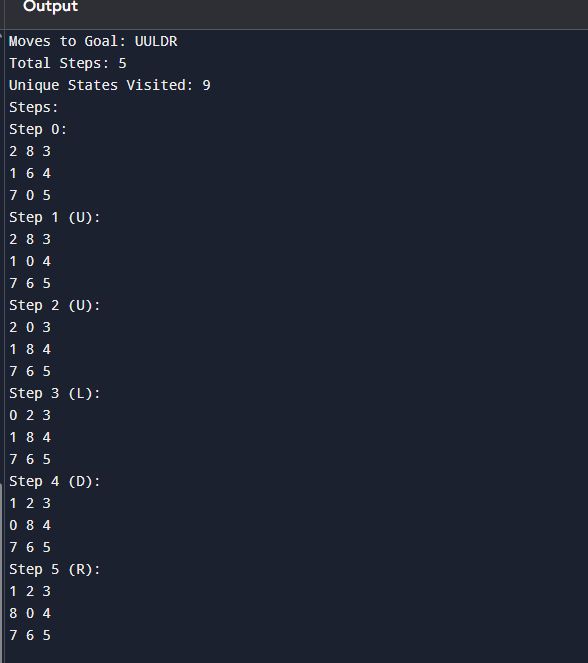 Output
Moves to Goal: UULDR
Total Steps: 5
Unique States Visited: 9
Steps:
Step 0:
2 8 3
1 6 4
7 0 5
Step 1 (U):
2 8 3
1 0 4
7 6 5
Step 2 (U):
2 0 3
1 8 4
7 6 5
Step 3 (L):
0 2 3
1 8 4
7 6 5
Step 4 (D):
1 2 3
0 8 4
7 6 5
Step 5 (R):
1 2 3
8 0 4
7 6 5